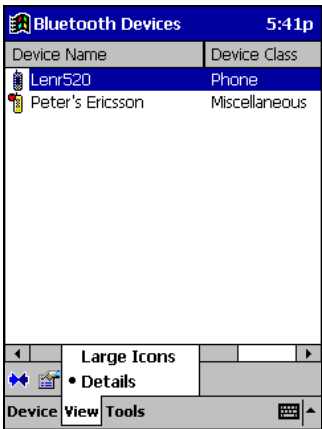 Bluetooth Devices 5:41p
Device Name Device Class
Lenr520 Phone
Peter's Ericsson Miscellaneous
Large Icons
• Details
Device View Tools